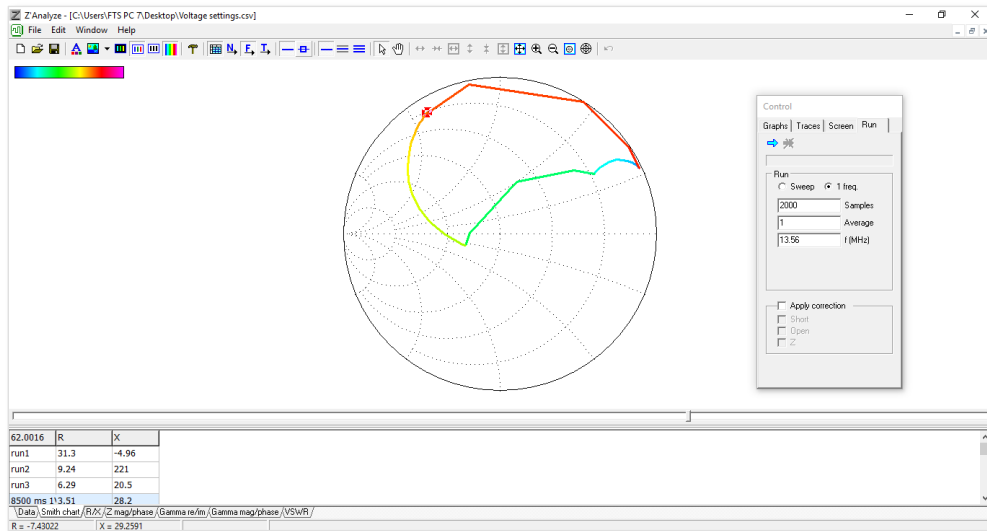 Z'Analyze - [C:\Users\FTS PC 7\Desktop\Voltage settings.csv]
File Edit Window Help
A N, F, T,
Control
Graphs Traces Screen Run
Run
Sweep 1 freq.
2000 Samples
1 Average
13.56 f (MHz)
Apply correction
Short
Open
Z
62.0016 R X
run1 31.3 -4.96
run2 9.24 221
run3 6.29 20.5
8500 ms 1 3.51 28.2
Data Smith chart R/X Z mag/phase Gamma re/im Gamma mag/phase VSWR
R = -7.43022 X = 29.2591